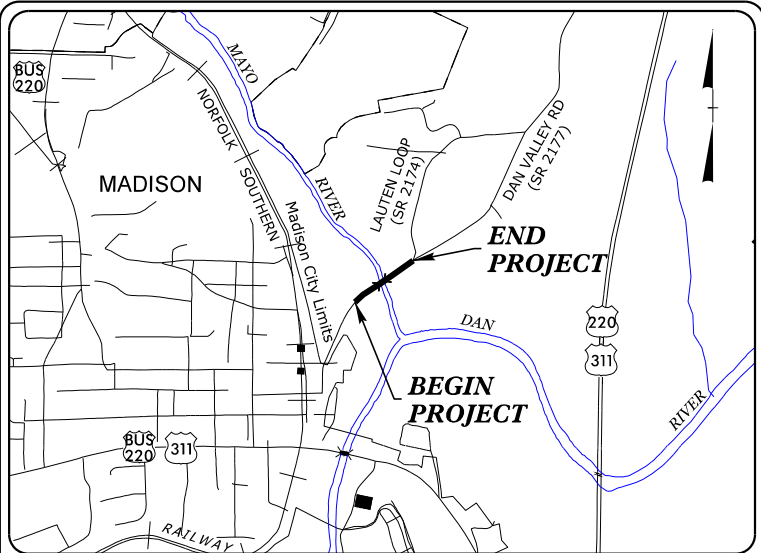 MAYO
BUS
220
NORFOLK
SOUTHERN
DAN VALLEY RD
(SR 2177)
LAUTEN LOOP
(SR 2174)
MADISON
RIVER
Madison City Limits
END
PROJECT
220
311
DAN
BEGIN
PROJECT
RIVER
BUS
220
311
RAILWAY